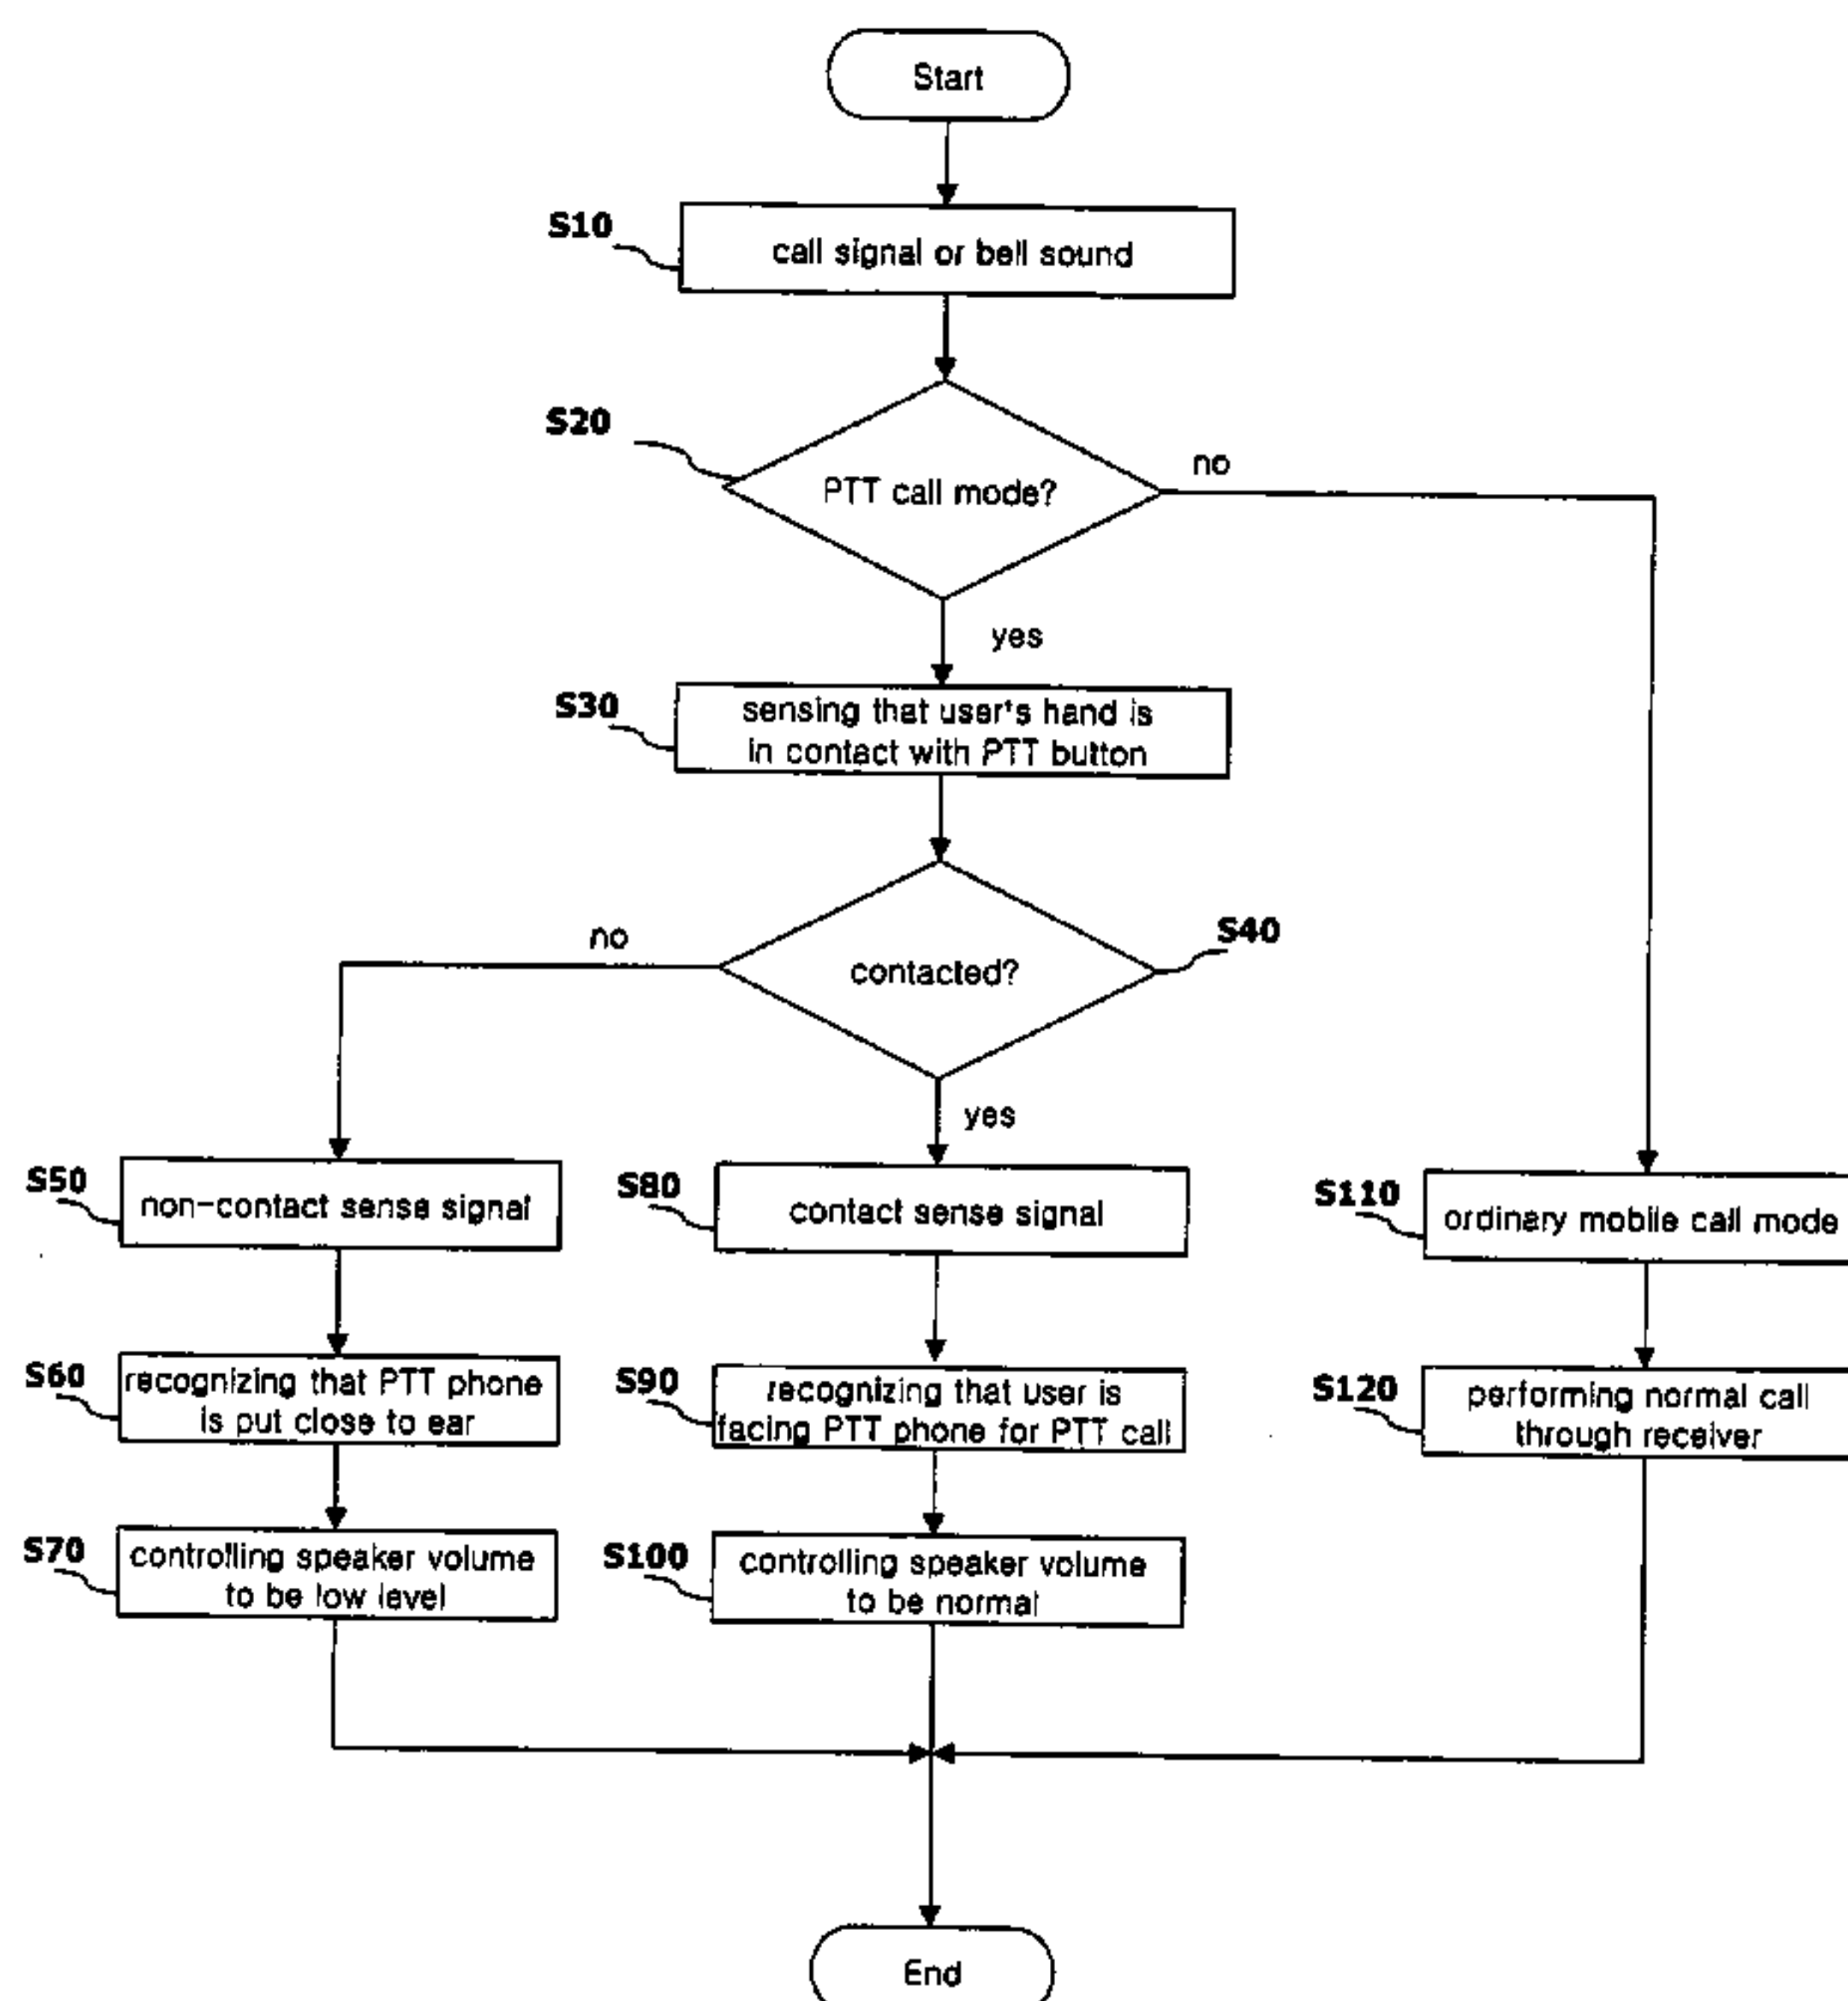 Start
S10
call signal or bell sound
S20
PTT call mode?
no
yes
S30
sensing that user's hand is
in contact with PTT button
no
contacted?
S40
yes
S50
non-contact sense signal
S80
contact sense signal
S110
ordinary mobile call mode
S60
recognizing that PTT phone
is put close to ear
S90
recognizing that user is
facing PTT phone for PTT call
S120
performing normal call
through receiver
S70
controlling speaker volume
to be low level
S100
controlling speaker volume
to be normal
End